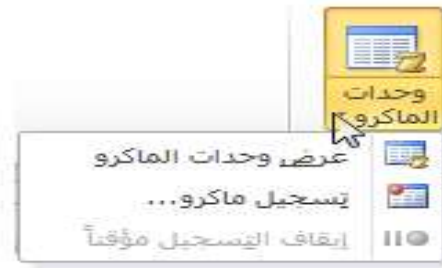 وحدات
الماكرو
عرض وحدات الماكرو
تسجيل ماكرو...
إيقاف التسجيل مؤقتاً